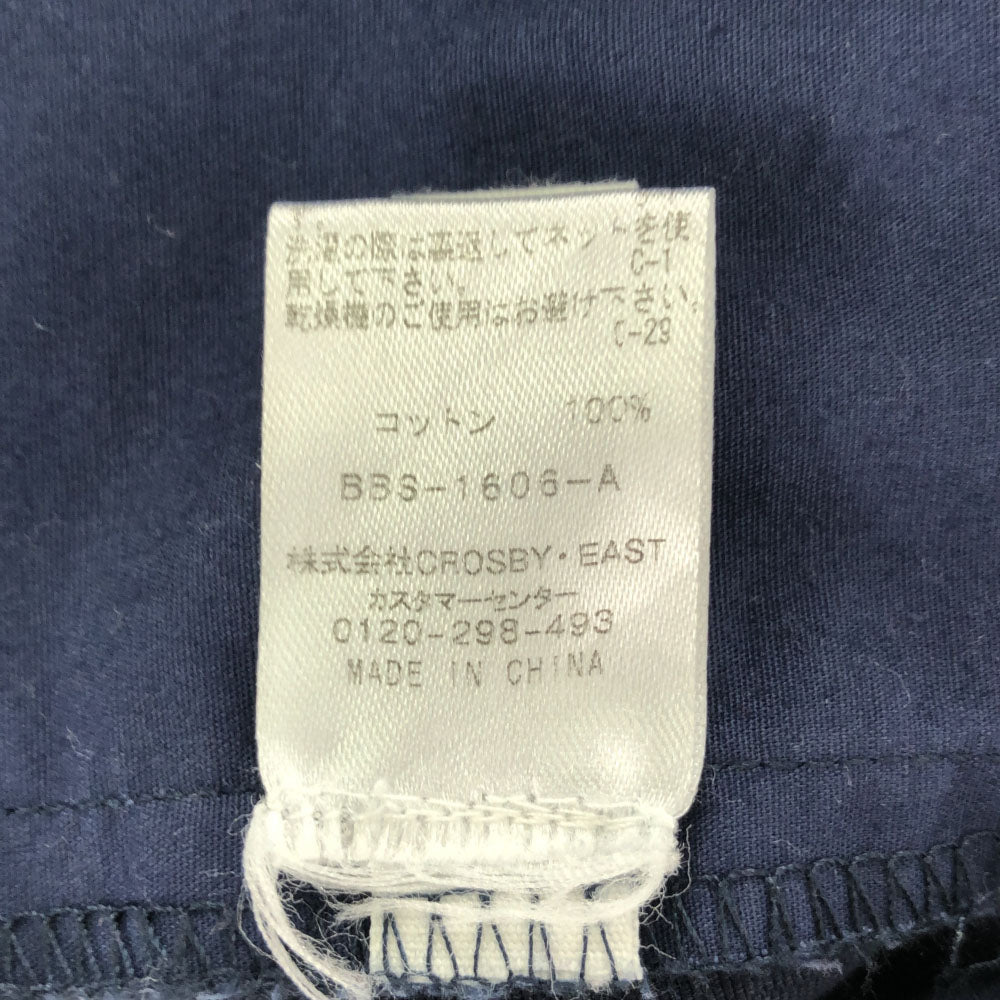 す。
洗濯の際は裏返してネットを使
用して下さい。 C-1
乾燥機のご使用はお避け下さい。
C-29
コットン 100%
BBS-1606-A
株式会社CROSBY・EAST
カスタマーセンター
0120-298-493
MADE IN CHINA